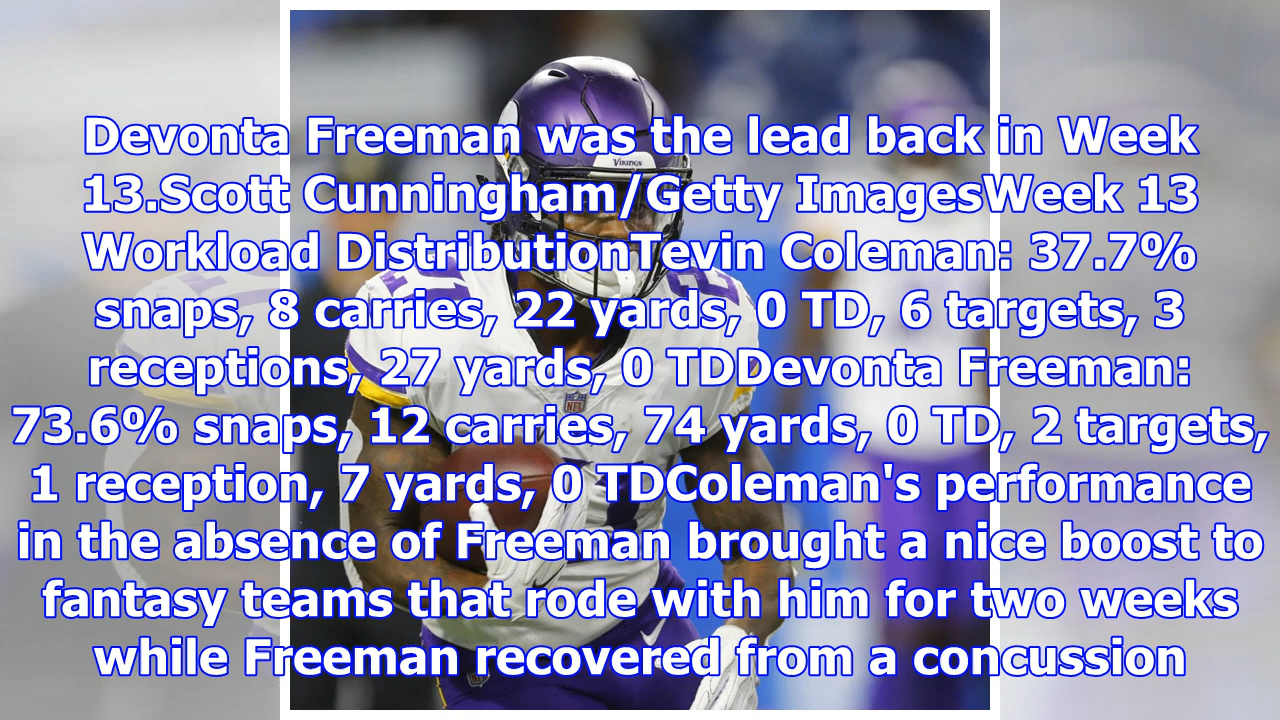 Devonta Freeman was the lead back in Week
13.Scott Cunningham/Getty ImagesWeek 13
Workload DistributionTevin Coleman: 37.7%
snaps, 8 carries, 22 yards, 0 TD, 6 targets, 3
receptions, 27 yards, 0 TDDevonta Freeman:
73.6% snaps, 12 carries, 74 yards, 0 TD, 2 targets,
1 reception, 7 yards, 0 TDColeman's performance
in the absence of Freeman brought a nice boost to
fantasy teams that rode with him for two weeks
while Freeman recovered from a concussion
VIKINGS
21
NFL